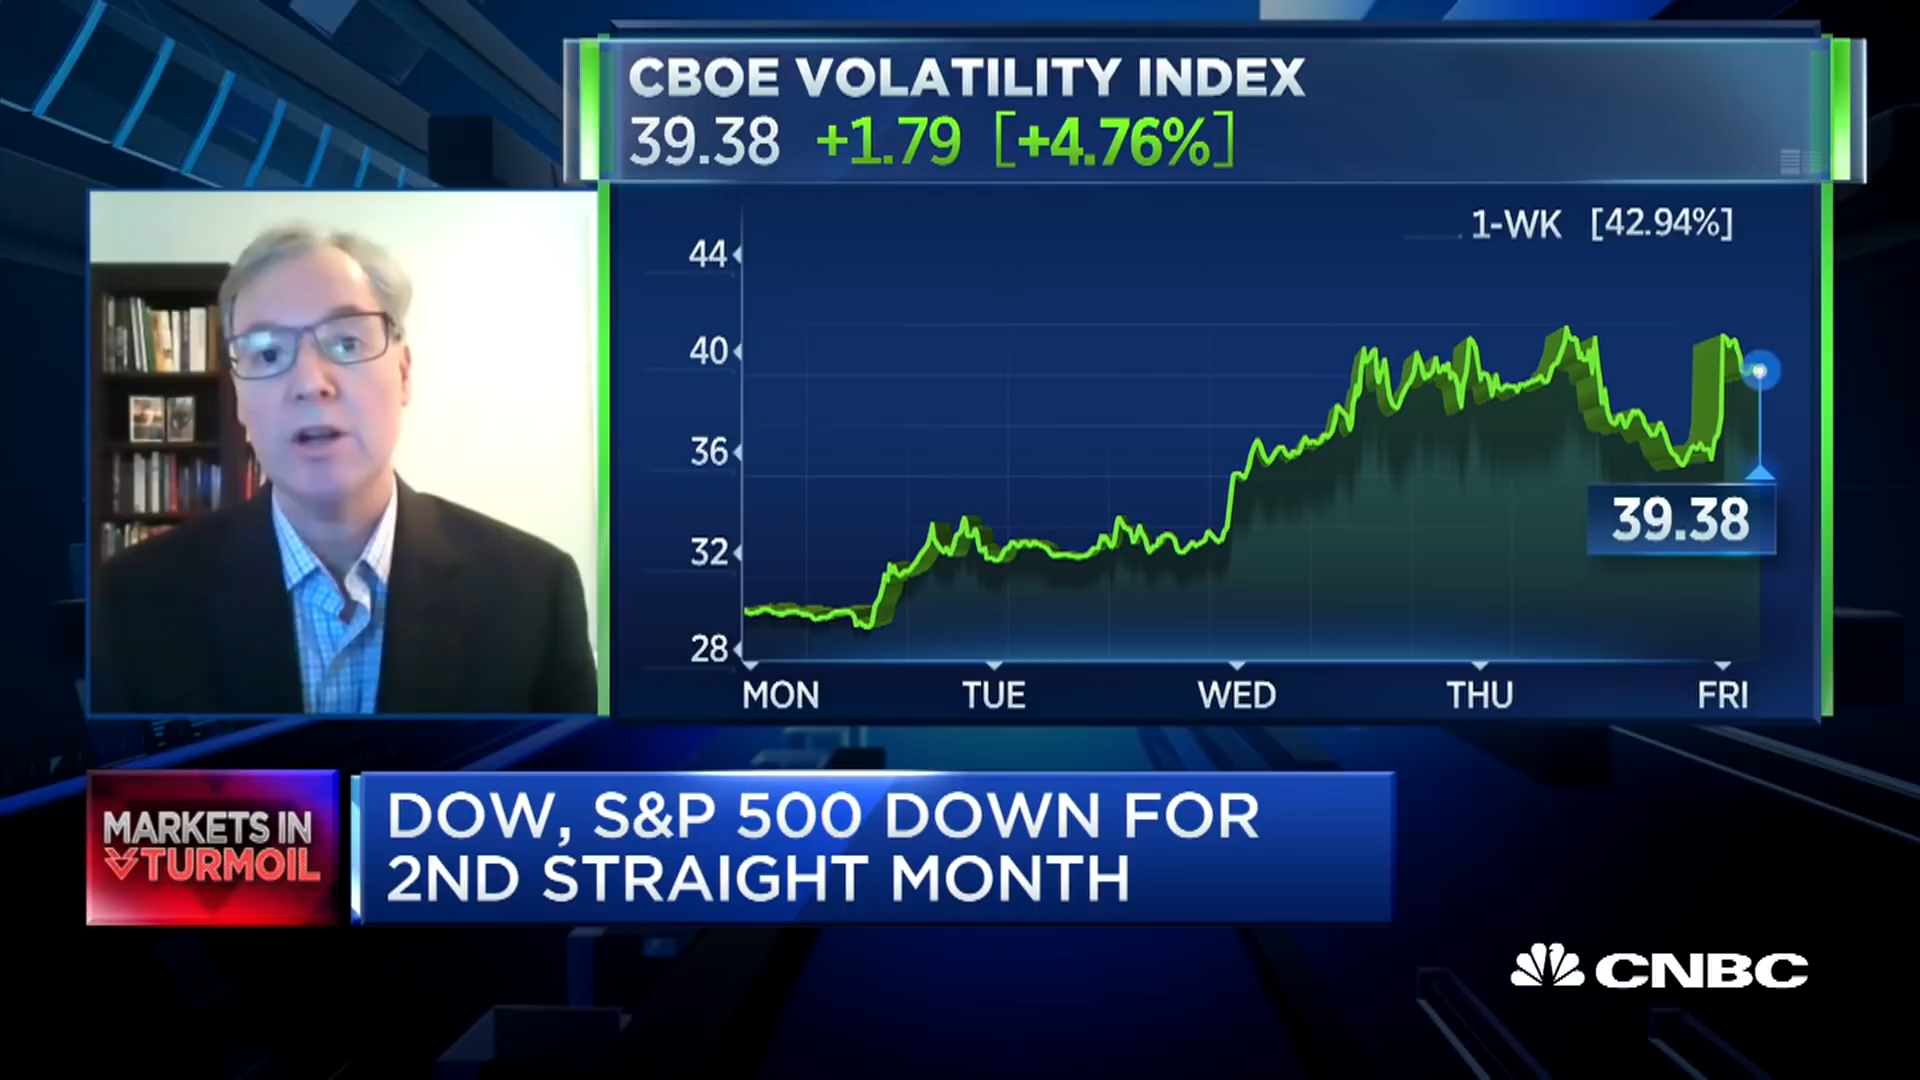 CBOE VOLATILITY INDEX
39.38 +1.79 [+4.76%]
1-WK [42.94%]
44
40
36
32
28
39.38
MON TUE WED THU FRI
MARKETS IN
TURMOIL
DOW, S&P 500 DOWN FOR
2ND STRAIGHT MONTH
CNBC